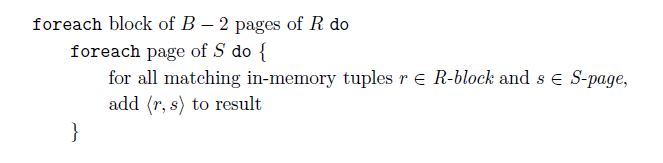 foreach block of B − 2 pages of R do
foreach page of S do {
for all matching in-memory tuples r ∈ R-block and s ∈ S-page,
add ⟨r, s⟩ to result
}